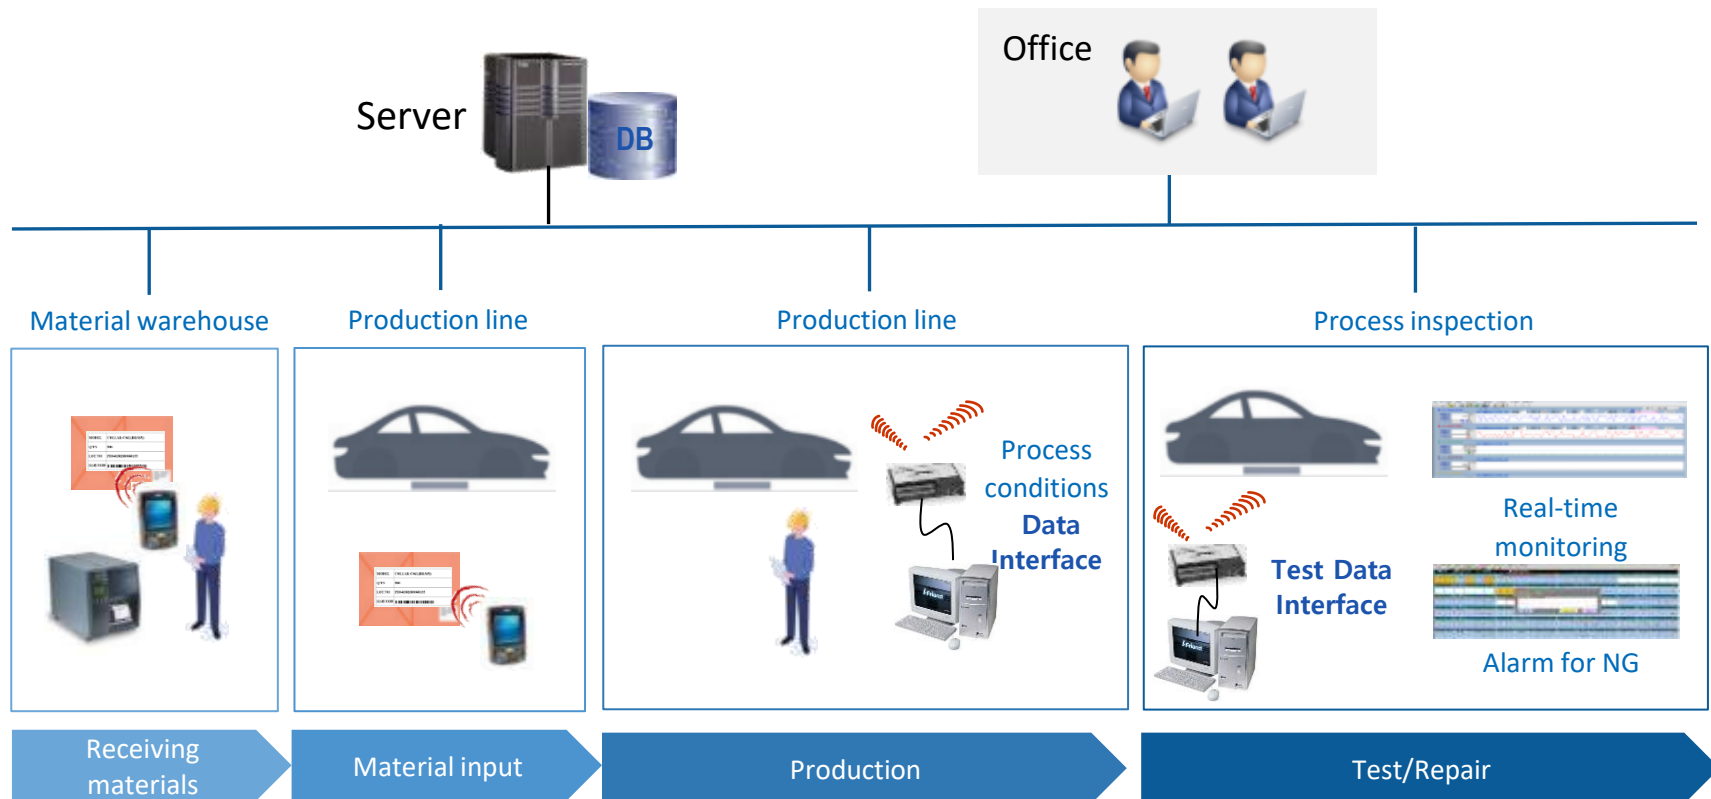 Office
Server
DB
Material warehouse
Production line
Production line
Process inspection
Process
conditions
Data
Interface
Real-time
monitoring
Test Data
Interface
Alarm for NG
Receiving
materials
Material input
Production
Test/Repair